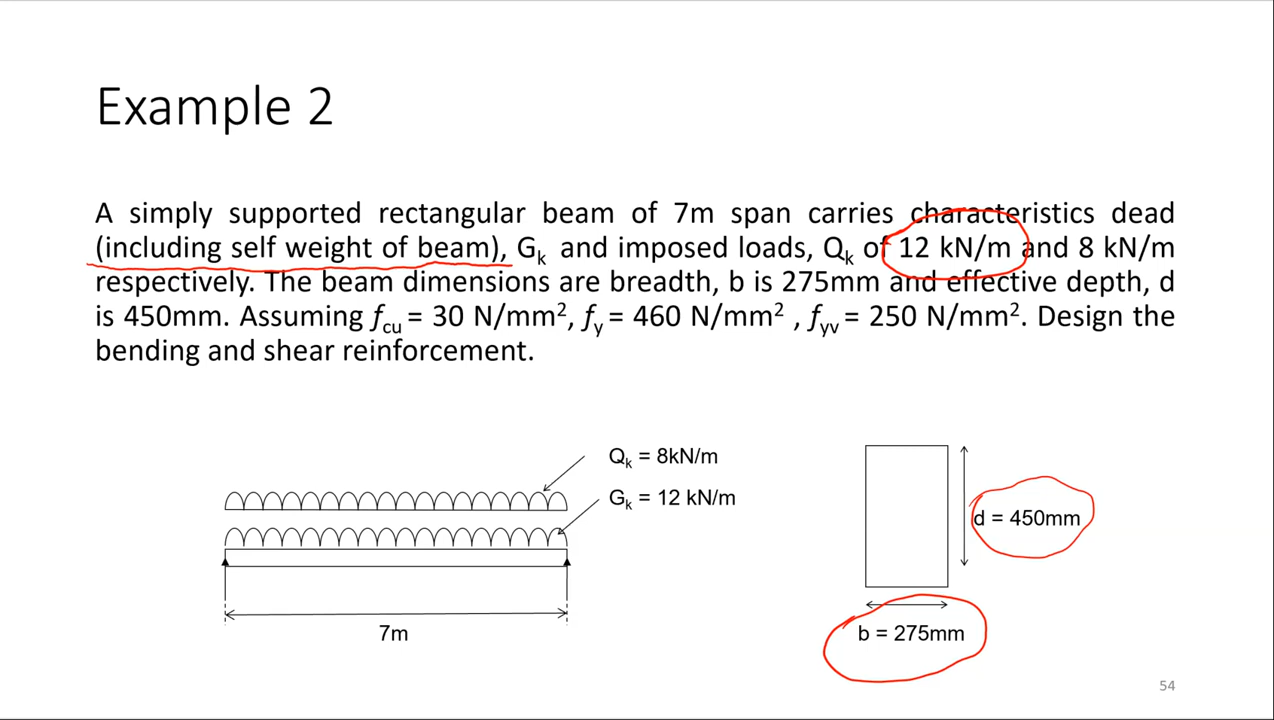 Example 2
A simply supported rectangular beam of 7m span carries characteristics dead
(including self weight of beam), Gk and imposed loads, Qk of 12 kN/m and 8 kN/m
respectively. The beam dimensions are breadth, b is 275mm and effective depth, d
is 450mm. Assuming fcu = 30 N/mm², fy = 460 N/mm² , fyv = 250 N/mm². Design the
bending and shear reinforcement.
Qk = 8kN/m
Gk = 12 kN/m
d = 450mm
7m
b = 275mm
54